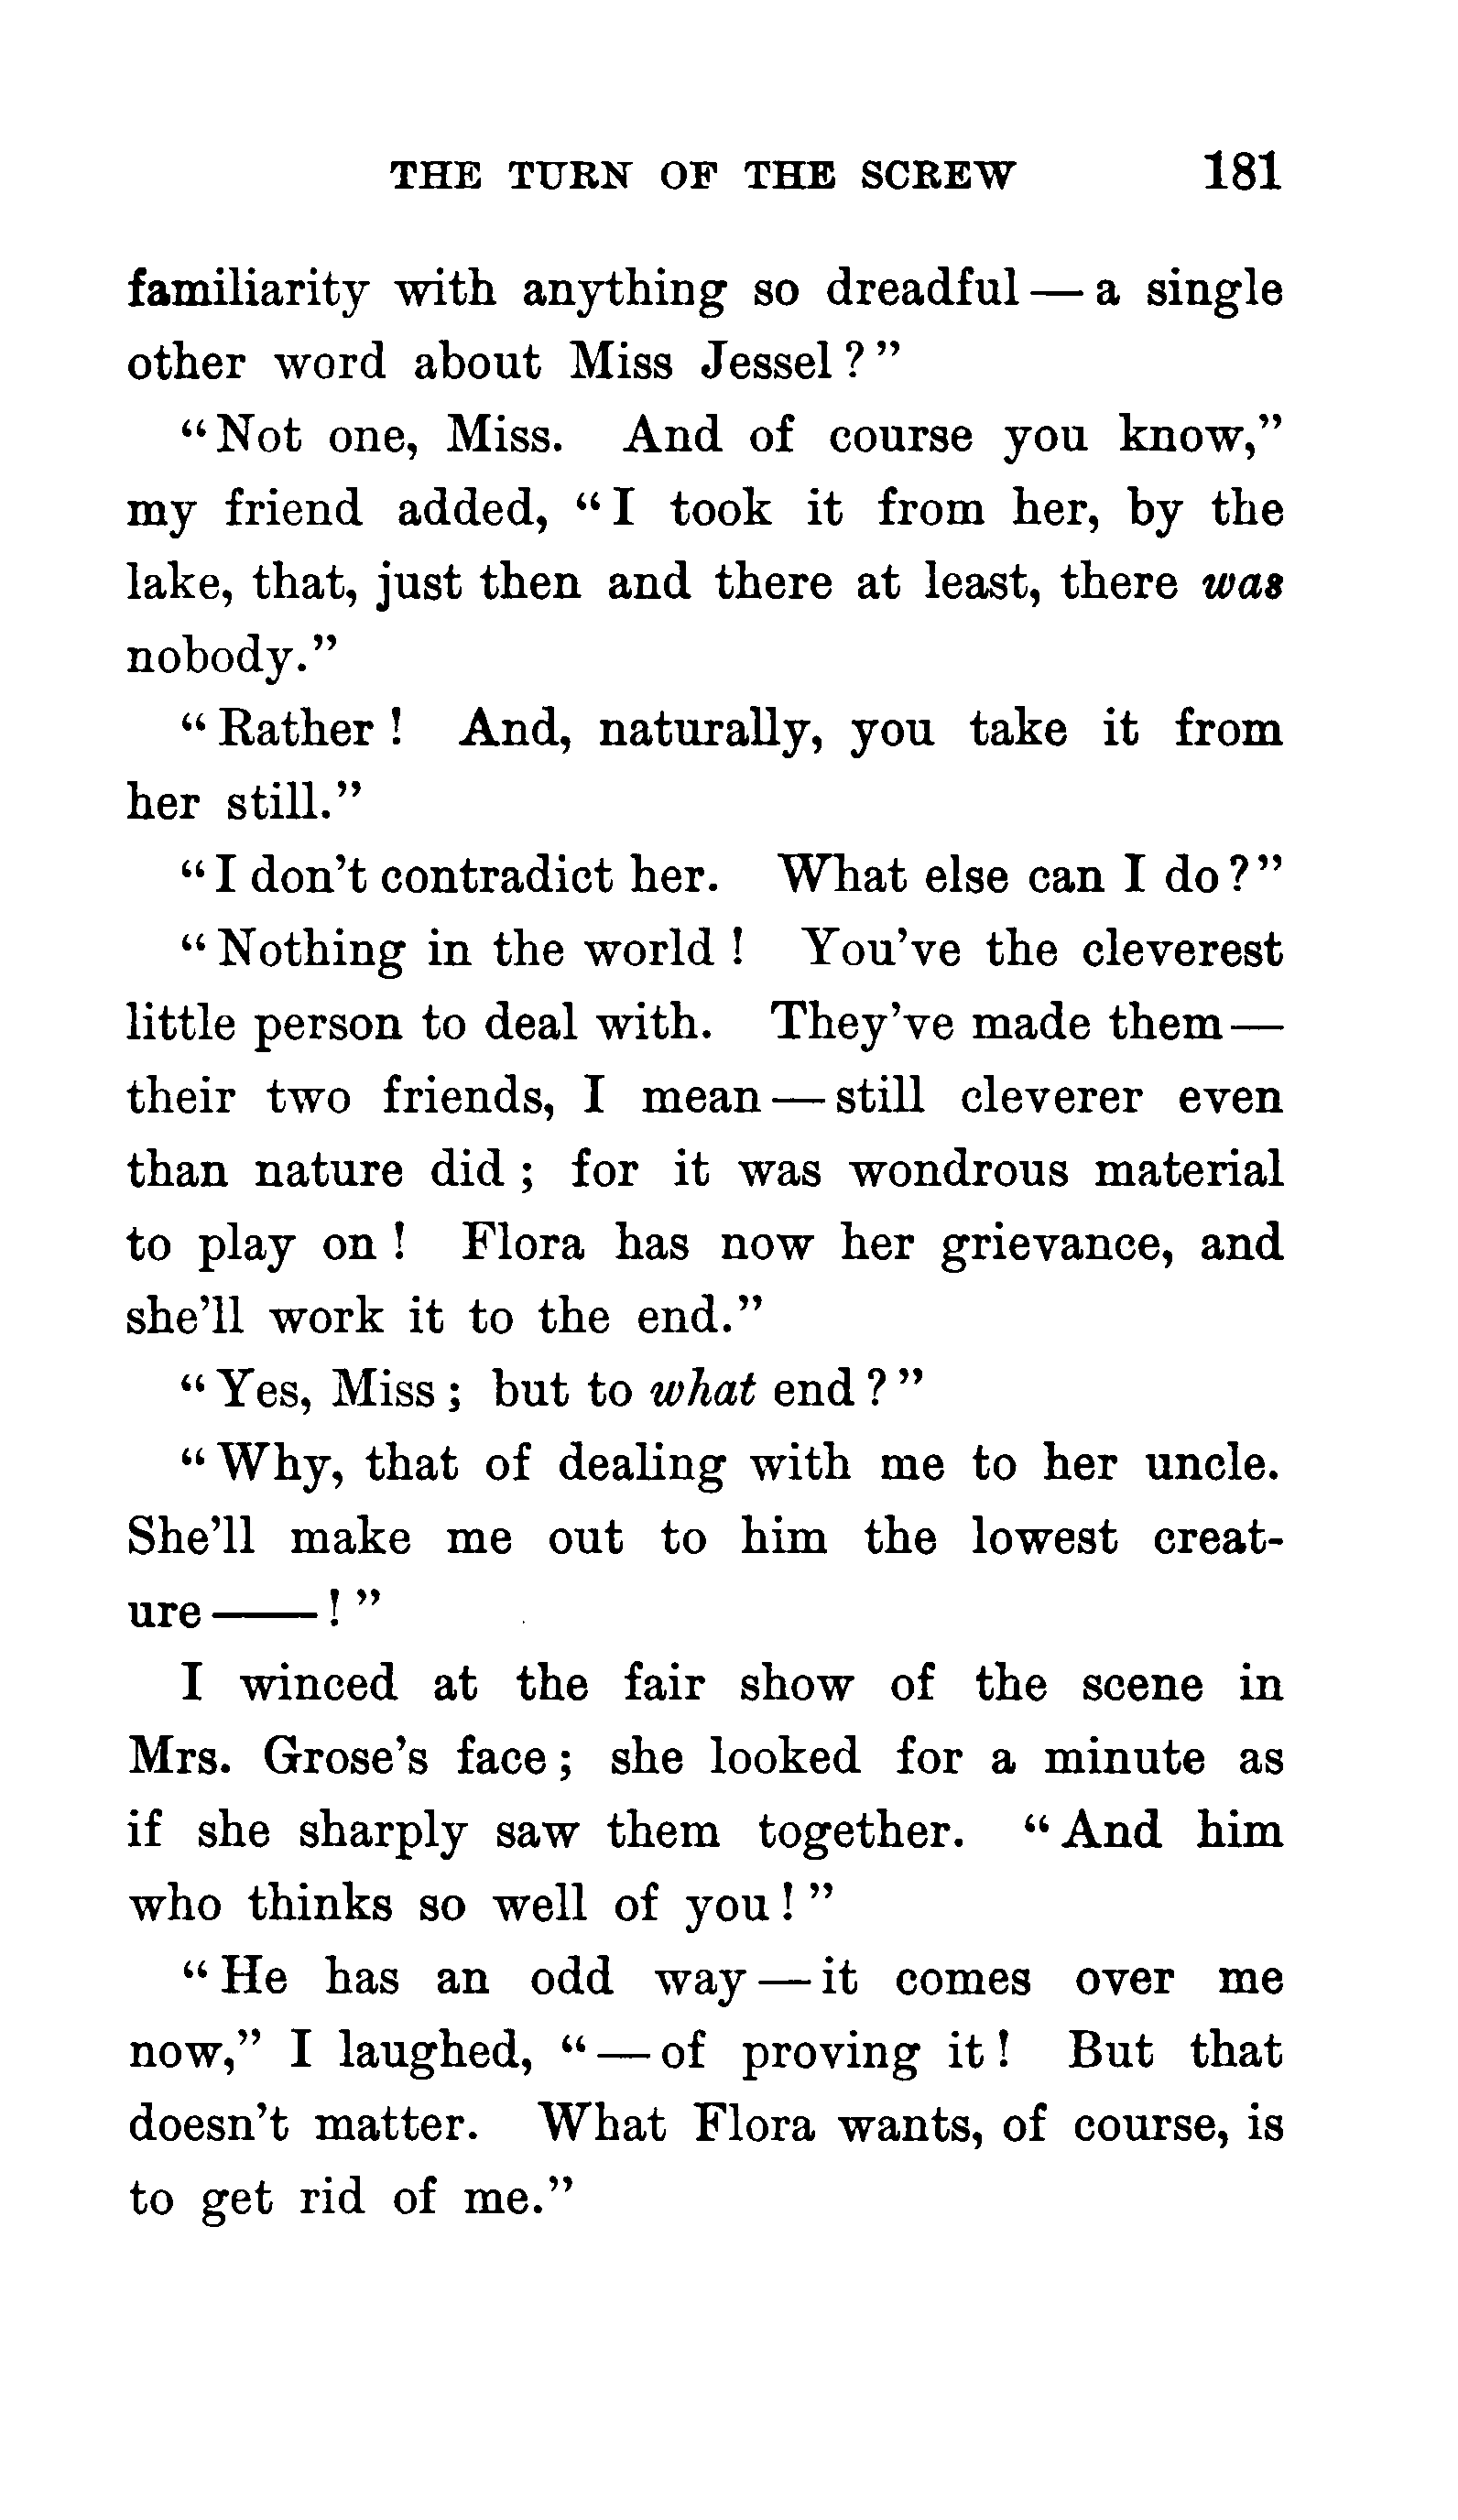 THE TURN OF THE SCREW 181
familiarity with anything so dreadful — a single
other word about Miss Jessel ? ”
“ Not one, Miss. And of course you know,”
my friend added, “ I took it from her, by the
lake, that, just then and there at least, there was
nobody.”
“ Rather ! And, naturally, you take it from
her still.”
“ I don’t contradict her. What else can I do ? ”
“ Nothing in the world ! You’ve the cleverest
little person to deal with. They’ve made them —
their two friends, I mean — still cleverer even
than nature did ; for it was wondrous material
to play on ! Flora has now her grievance, and
she’ll work it to the end.”
“ Yes, Miss ; but to what end ? ”
“ Why, that of dealing with me to her uncle.
She’ll make me out to him the lowest creat-
ure —— ! ”
I winced at the fair show of the scene in
Mrs. Grose’s face ; she looked for a minute as
if she sharply saw them together. “ And him
who thinks so well of you ! ”
“ He has an odd way — it comes over me
now,” I laughed, “ — of proving it ! But that
doesn’t matter. What Flora wants, of course, is
to get rid of me.”